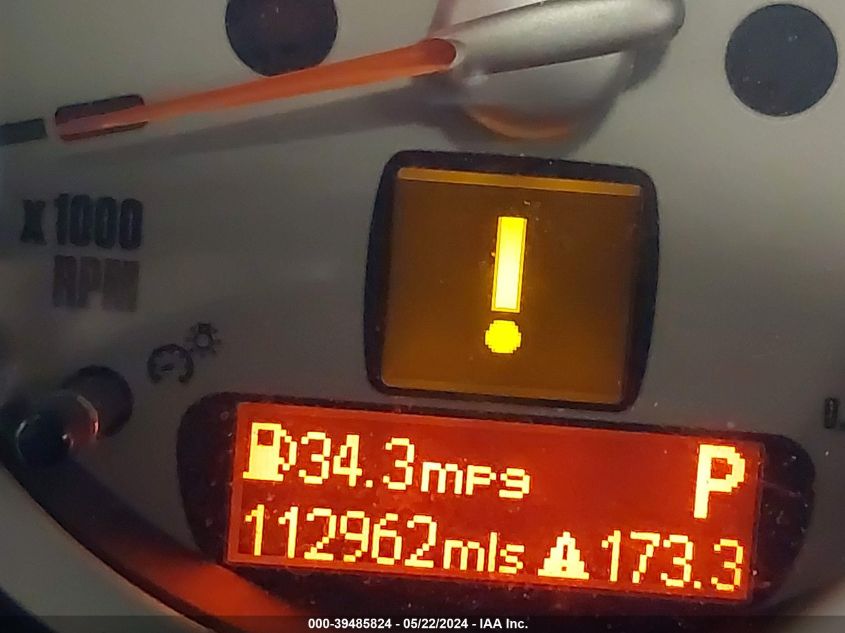 X 1000
RPM
!
34.3mpg P
112962mls 173.3
000-39485824 - 05/22/2024 - IAA Inc.